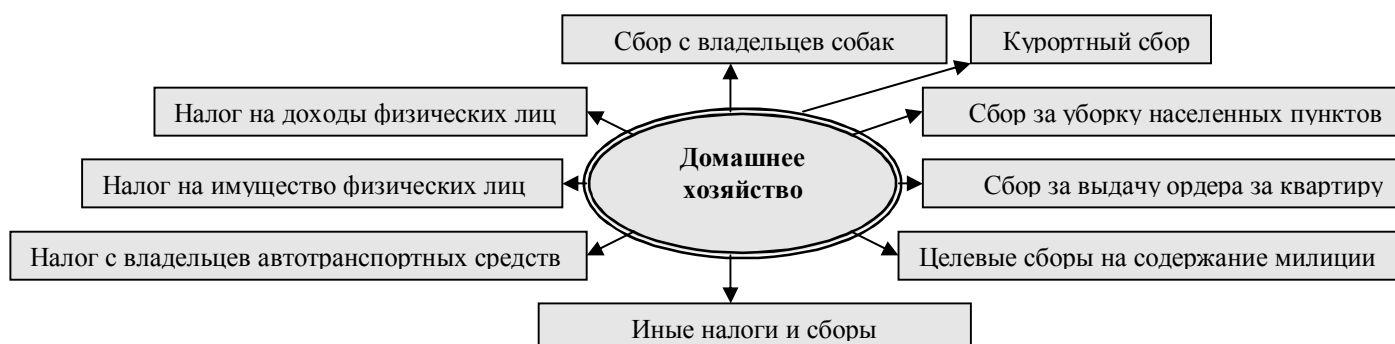 Сбор с владельцев собак
Курортный сбор
Налог на доходы физических лиц
Сбор за уборку населенных пунктов
Домашнее
хозяйство
Налог на имущество физических лиц
Сбор за выдачу ордера за квартиру
Налог с владельцев автотранспортных средств
Целевые сборы на содержание милиции
Иные налоги и сборы